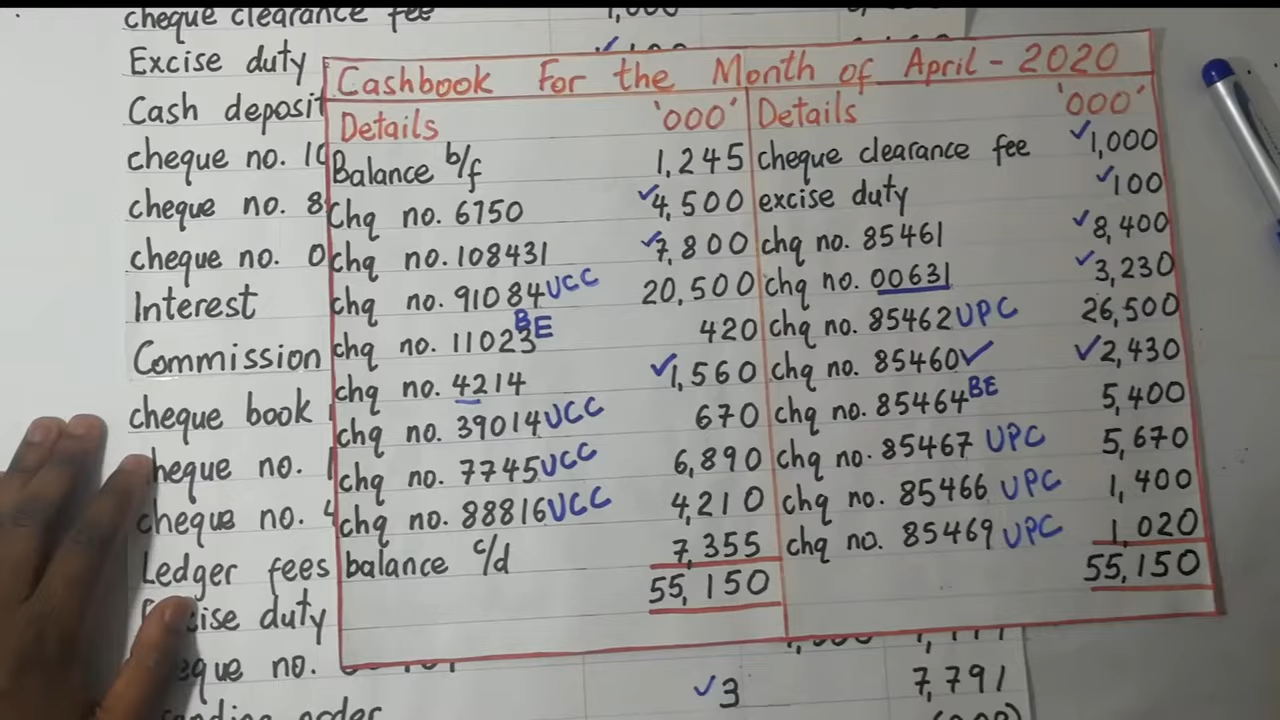 cheque clearance fee
Excise duty
Cashbook For the Month of April - 2020
Cash deposit
Details '000' Details '000'
cheque no. 10
Balance b/f 1,245 cheque clearance fee ✓1,000
cheque no. 8
Chq no. 6750 ✓4,500 excise duty ✓100
cheque no. 0
chq no. 108431 ✓7,800 chq no. 85461 ✓8,400
Interest
chq no. 91084 UCC 20,500 chq no. 00631 ✓3,230
chq no. 11023 BE 420 chq no. 85462 UPC 26,500
Commission
chq no. 4214 ✓1,560 chq no. 85460 ✓ ✓2,430
cheque book
chq no. 39014 UCC 670 chq no. 85464 BE 5,400
heque no.
chq no. 7745 UCC 6,890 chq no. 85467 UPC 5,670
cheque no. 4
chq no. 88816 UCC 4,210 chq no. 85466 UPC 1,400
Ledger fees
balance c/d 7,355 chq no. 85469 UPC 1,020
55,150 55,150
cise duty
eque no.
✓3 7,791
order